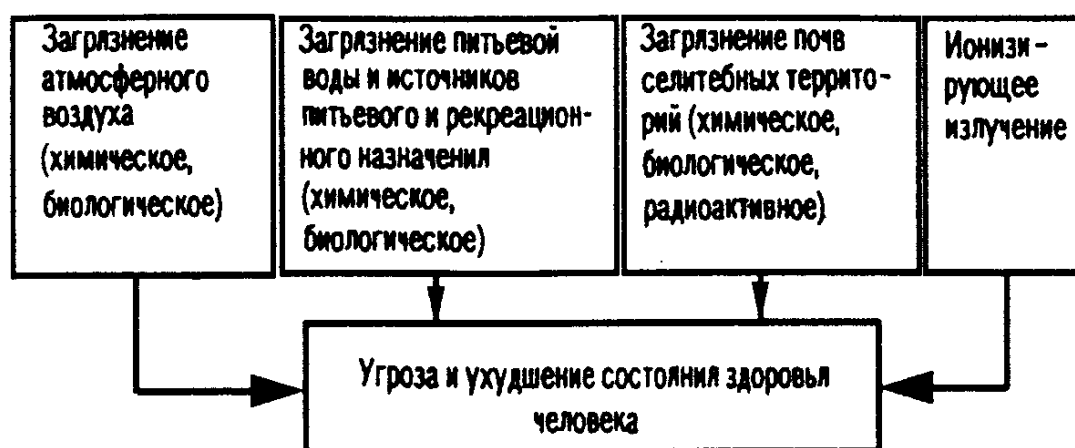 Загрязнение
атмосферного
воздуха
(химическое,
биологическое)
Загрязнение питьевой
воды и источников
питьевого и рекреацион-
ного назначения
(химическое,
биологическое)
Загрязнение почв
селитебных территo-
рий (химическое,
биологическое,
радиоактивное)
Ионизи-
рующее
излучение
Угроза и ухудшение состояния здоровья
человека